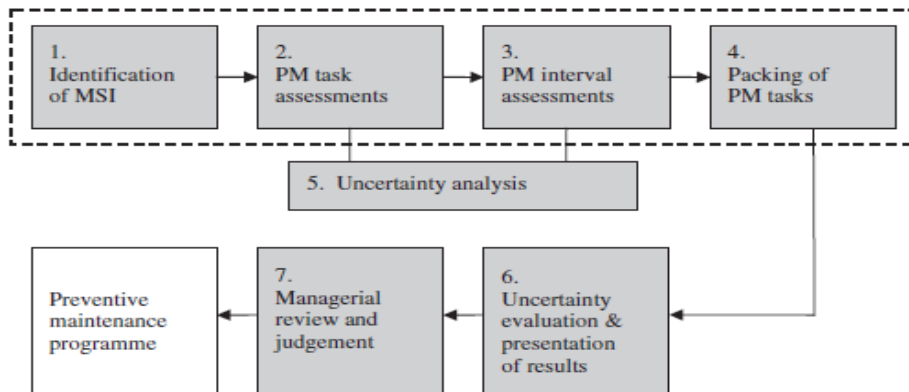 1.
Identification
of MSI
2.
PM task
assessments
3.
PM interval
assessments
4.
Packing of
PM tasks
5. Uncertainty analysis
Preventive
maintenance
programme
7.
Managerial
review and
judgement
6.
Uncertainty
evaluation &
presentation
of results